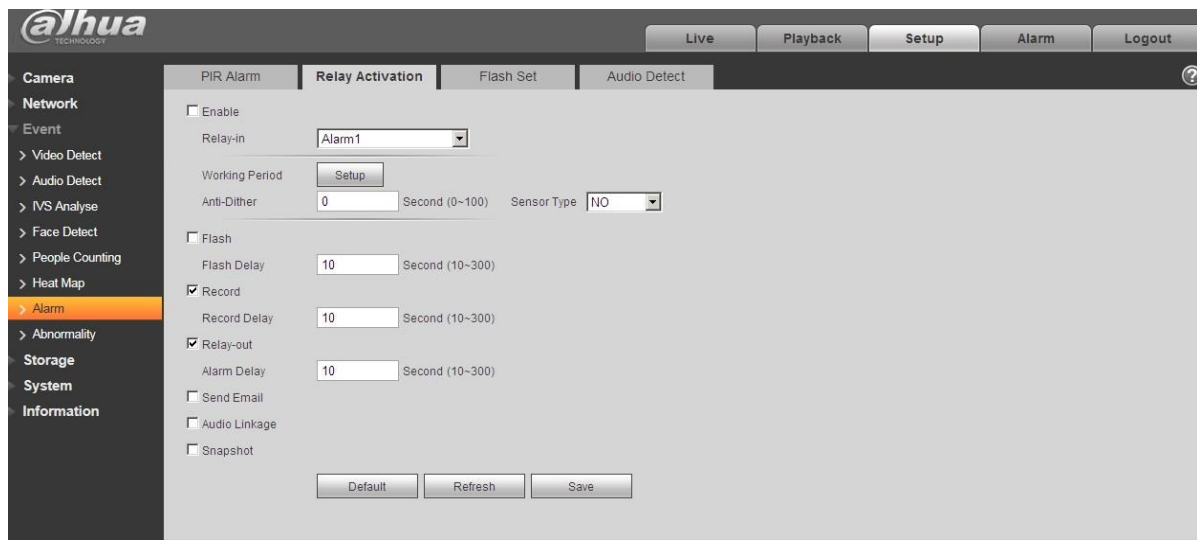 alhua
TECHNOLOGY
Live Playback Setup Alarm Logout
Camera
Network
Event
> Video Detect
> Audio Detect
> IVS Analyse
> Face Detect
> People Counting
> Heat Map
> Alarm
> Abnormality
Storage
System
Information
PIR Alarm Relay Activation Flash Set Audio Detect ?
Enable
Relay-in Alarm1
Working Period Setup
Anti-Dither 0 Second (0~100) Sensor Type NO
Flash
Flash Delay 10 Second (10~300)
Record
Record Delay 10 Second (10~300)
Relay-out
Alarm Delay 10 Second (10~300)
Send Email
Audio Linkage
Snapshot
Default Refresh Save